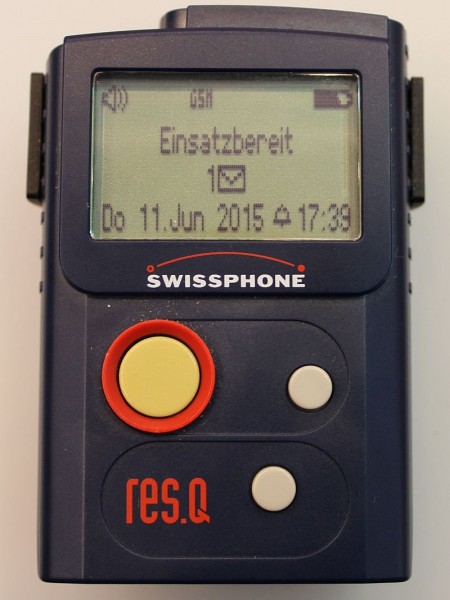 GSM
Einsatzbereit
1
Do 11.Jun 2015 17:39
SWISSPHONE
res.Q